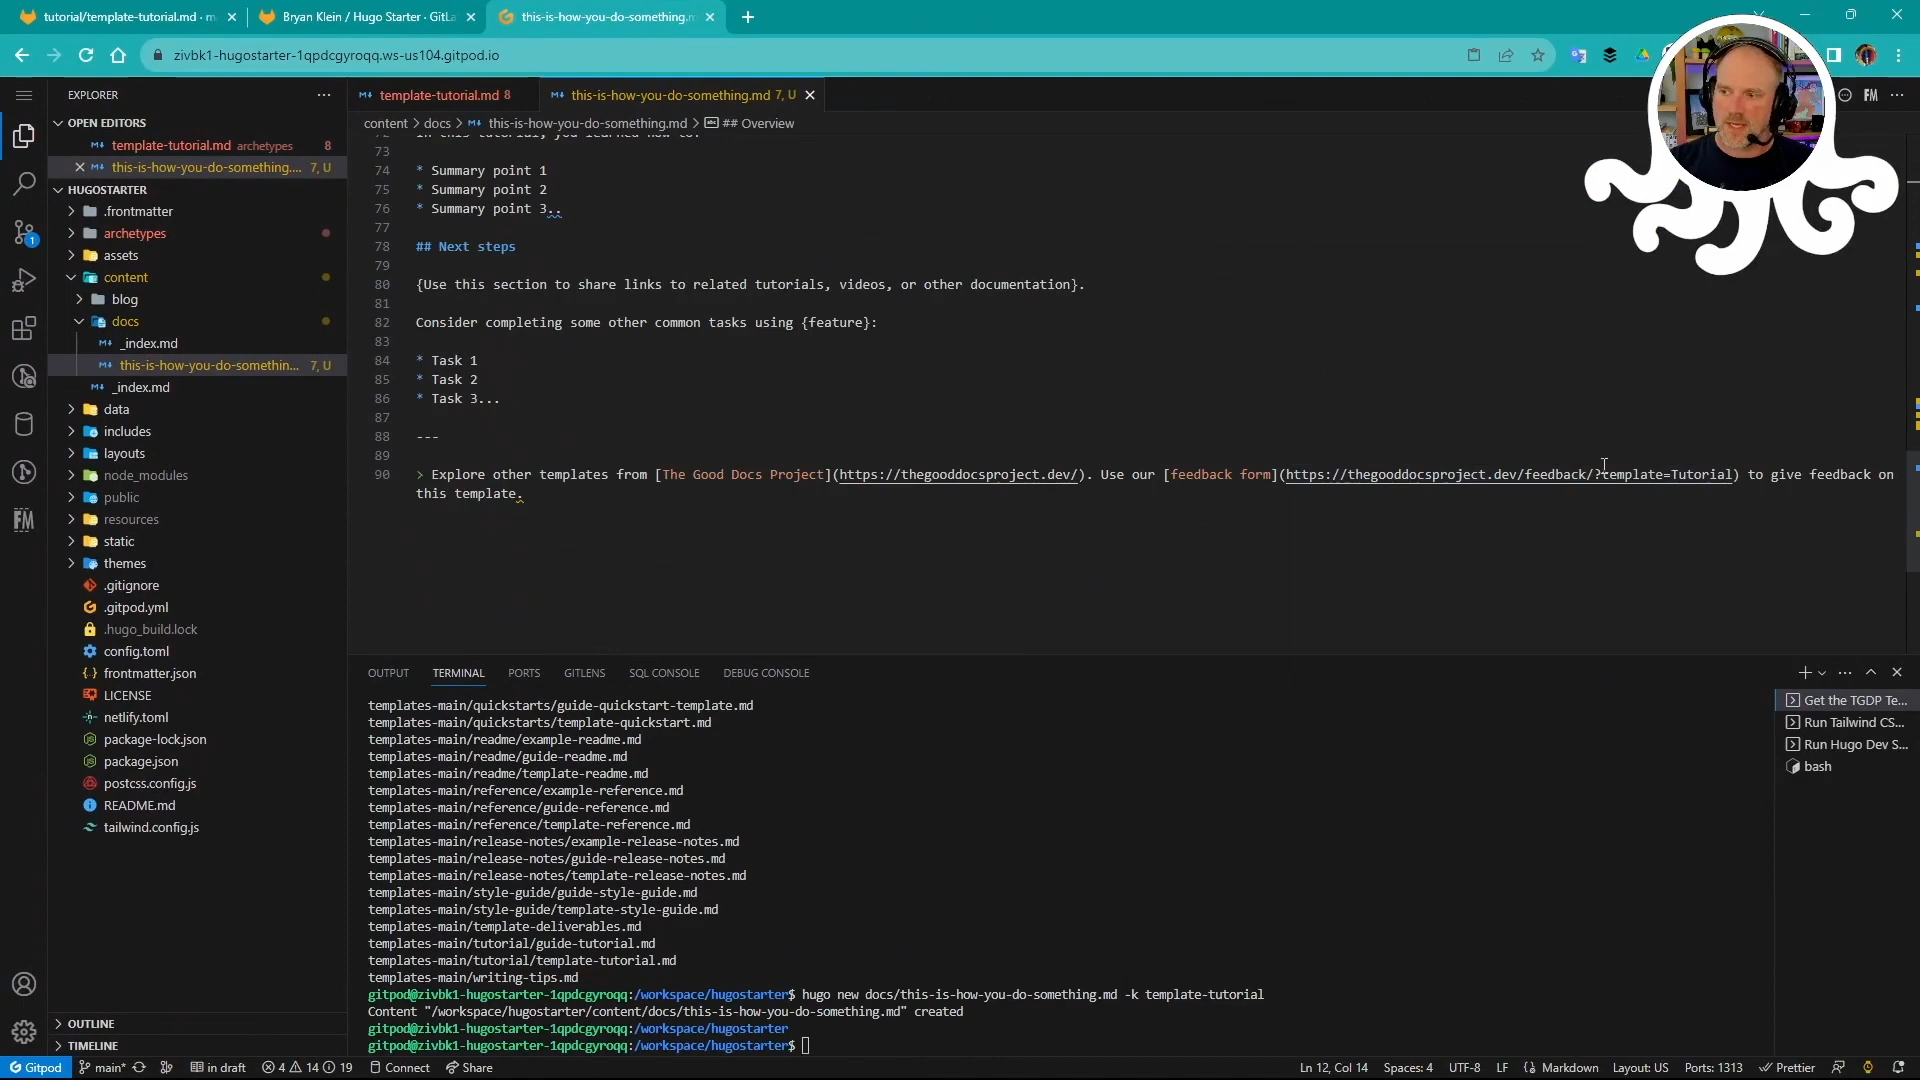 tutorial/template-tutorial.md · m
Bryan Klein / Hugo Starter · GitLa
this-is-how-you-do-something.m
zivbk1-hugostarter-1qpdcgyroqq.ws-us104.gitpod.io
EXPLORER
OPEN EDITORS
template-tutorial.md archetypes 8
this-is-how-you-do-something.... 7, U
HUGOSTARTER
.frontmatter
archetypes
assets
content
blog
docs
_index.md
this-is-how-you-do-somethin... 7, U
_index.md
data
includes
layouts
node_modules
public
resources
static
themes
.gitignore
.gitpod.yml
.hugo_build.lock
config.toml
frontmatter.json
LICENSE
netlify.toml
package-lock.json
package.json
postcss.config.js
README.md
tailwind.config.js
OUTLINE
TIMELINE
template-tutorial.md 8
this-is-how-you-do-something.md 7, U
FM
content > docs > this-is-how-you-do-something.md > ## Overview
73
74 * Summary point 1
75 * Summary point 2
76 * Summary point 3..
77
78 ## Next steps
79
80 {Use this section to share links to related tutorials, videos, or other documentation}.
81
82 Consider completing some other common tasks using {feature}:
83
84 * Task 1
85 * Task 2
86 * Task 3...
87
88 ---
89
90 > Explore other templates from [The Good Docs Project](https://thegooddocsproject.dev/). Use our [feedback form](https://thegooddocsproject.dev/feedback/?template=Tutorial) to give feedback on
this template.
OUTPUT TERMINAL PORTS GITLENS SQL CONSOLE DEBUG CONSOLE
templates-main/quickstarts/guide-quickstart-template.md
templates-main/quickstarts/template-quickstart.md
templates-main/readme/example-readme.md
templates-main/readme/guide-readme.md
templates-main/readme/template-readme.md
templates-main/reference/example-reference.md
templates-main/reference/guide-reference.md
templates-main/reference/template-reference.md
templates-main/release-notes/example-release-notes.md
templates-main/release-notes/guide-release-notes.md
templates-main/release-notes/template-release-notes.md
templates-main/style-guide/guide-style-guide.md
templates-main/style-guide/template-style-guide.md
templates-main/template-deliverables.md
templates-main/tutorial/guide-tutorial.md
templates-main/tutorial/template-tutorial.md
templates-main/writing-tips.md
gitpod@zivbk1-hugostarter-1qpdcgyroqq:/workspace/hugostarter$ hugo new docs/this-is-how-you-do-something.md -k template-tutorial
Content "/workspace/hugostarter/content/docs/this-is-how-you-do-something.md" created
gitpod@zivbk1-hugostarter-1qpdcgyroqq:/workspace/hugostarter
gitpod@zivbk1-hugostarter-1qpdcgyroqq:/workspace/hugostarter$
Get the TGDP Te...
Run Tailwind CS...
Run Hugo Dev S...
bash
FM
1
Gitpod main* in draft 4 14 19 Connect Share Ln 12, Col 14 Spaces: 4 UTF-8 LF Markdown Layout: US Ports: 1313 Prettier